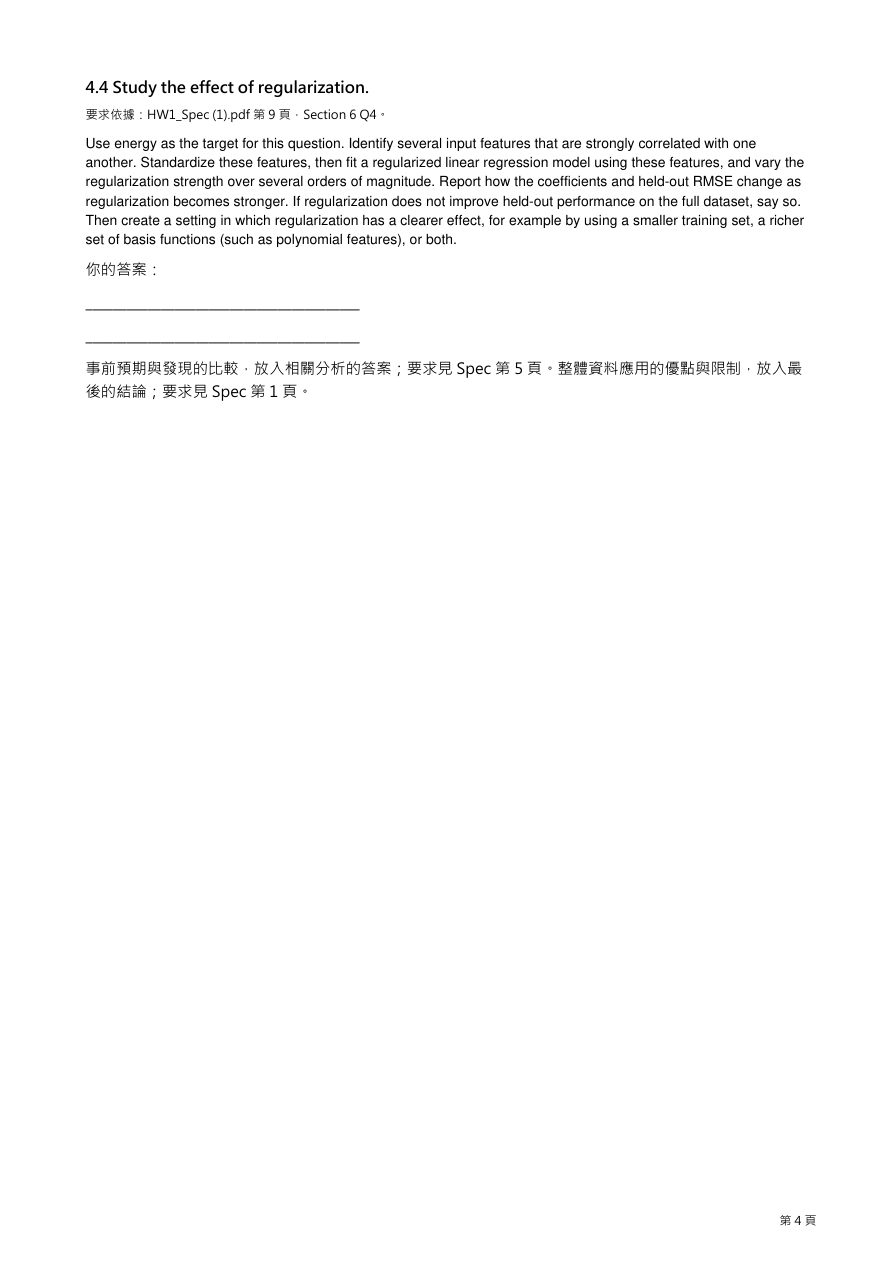 4.4 Study the effect of regularization.
要求依據：HW1_Spec (1).pdf 第 9 頁，Section 6 Q4。
Use energy as the target for this question. Identify several input features that are strongly correlated with one
another. Standardize these features, then fit a regularized linear regression model using these features, and vary the
regularization strength over several orders of magnitude. Report how the coefficients and held-out RMSE change as
regularization becomes stronger. If regularization does not improve held-out performance on the full dataset, say so.
Then create a setting in which regularization has a clearer effect, for example by using a smaller training set, a richer
set of basis functions (such as polynomial features), or both.
你的答案：
________________________________
________________________________
事前預期與發現的比較，放入相關分析的答案；要求見 Spec 第 5 頁。整體資料應用的優點與限制，放入最
後的結論；要求見 Spec 第 1 頁。
第 4 頁